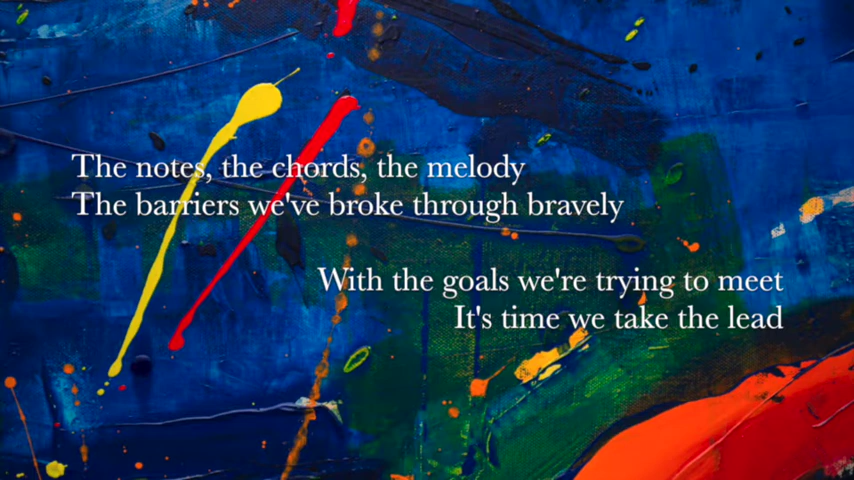 The notes, the chords, the melody
The barriers we've broke through bravely
With the goals we're trying to meet
It's time we take the lead